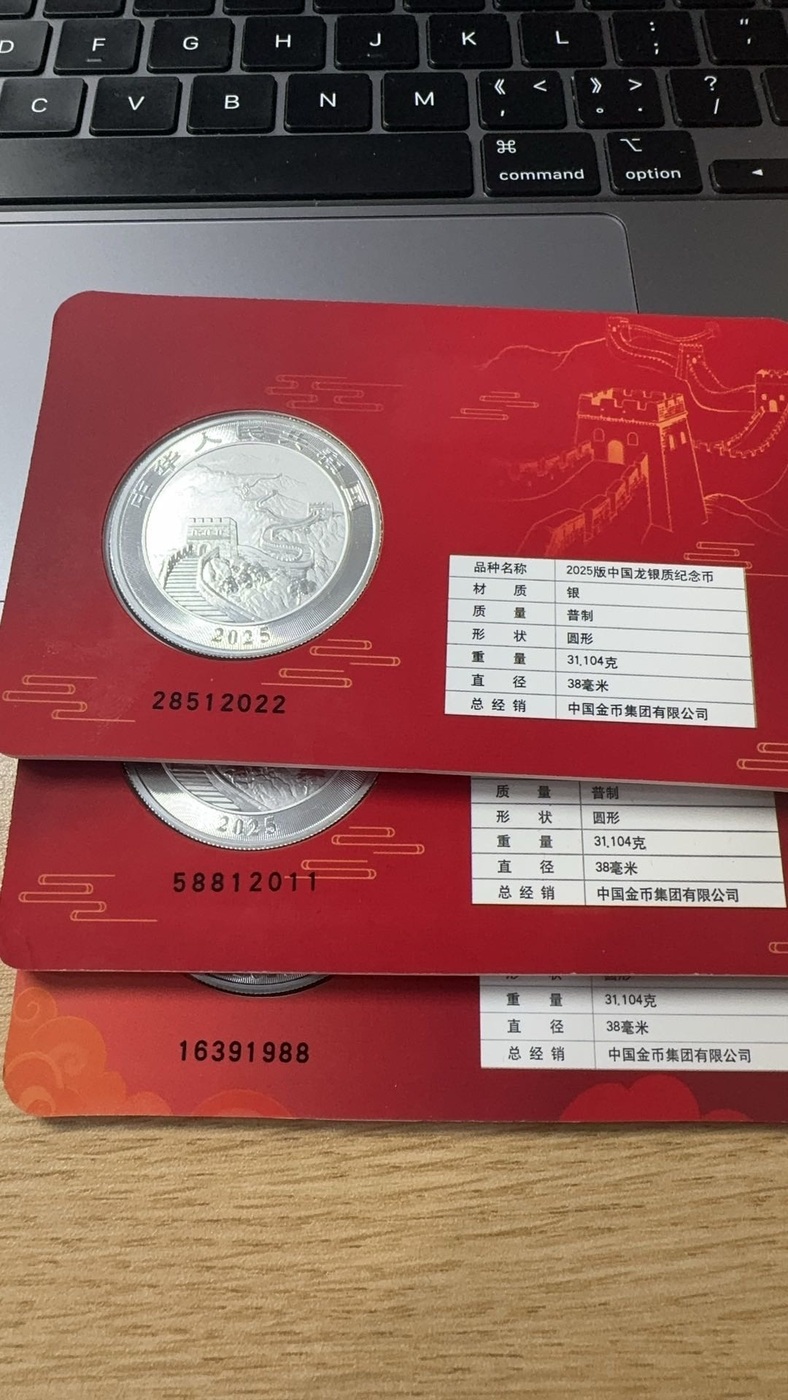 D F G H J K L : ; " '
C V B N M 《 < , 》 > 。 . ? /
⌘ ⌥
command option ◄
中华人民共和国
2025
28512022
品种名称 2025版中国龙银质纪念币
材 质 银
质 量 普制
形 状 圆形
重 量 31.104克
直 径 38毫米
总经销 中国金币集团有限公司
2025
58812011
质 量 普制
形 状 圆形
重 量 31.104克
直 径 38毫米
总经销 中国金币集团有限公司
16391988
形 状 圆形
重 量 31.104克
直 径 38毫米
总经销 中国金币集团有限公司